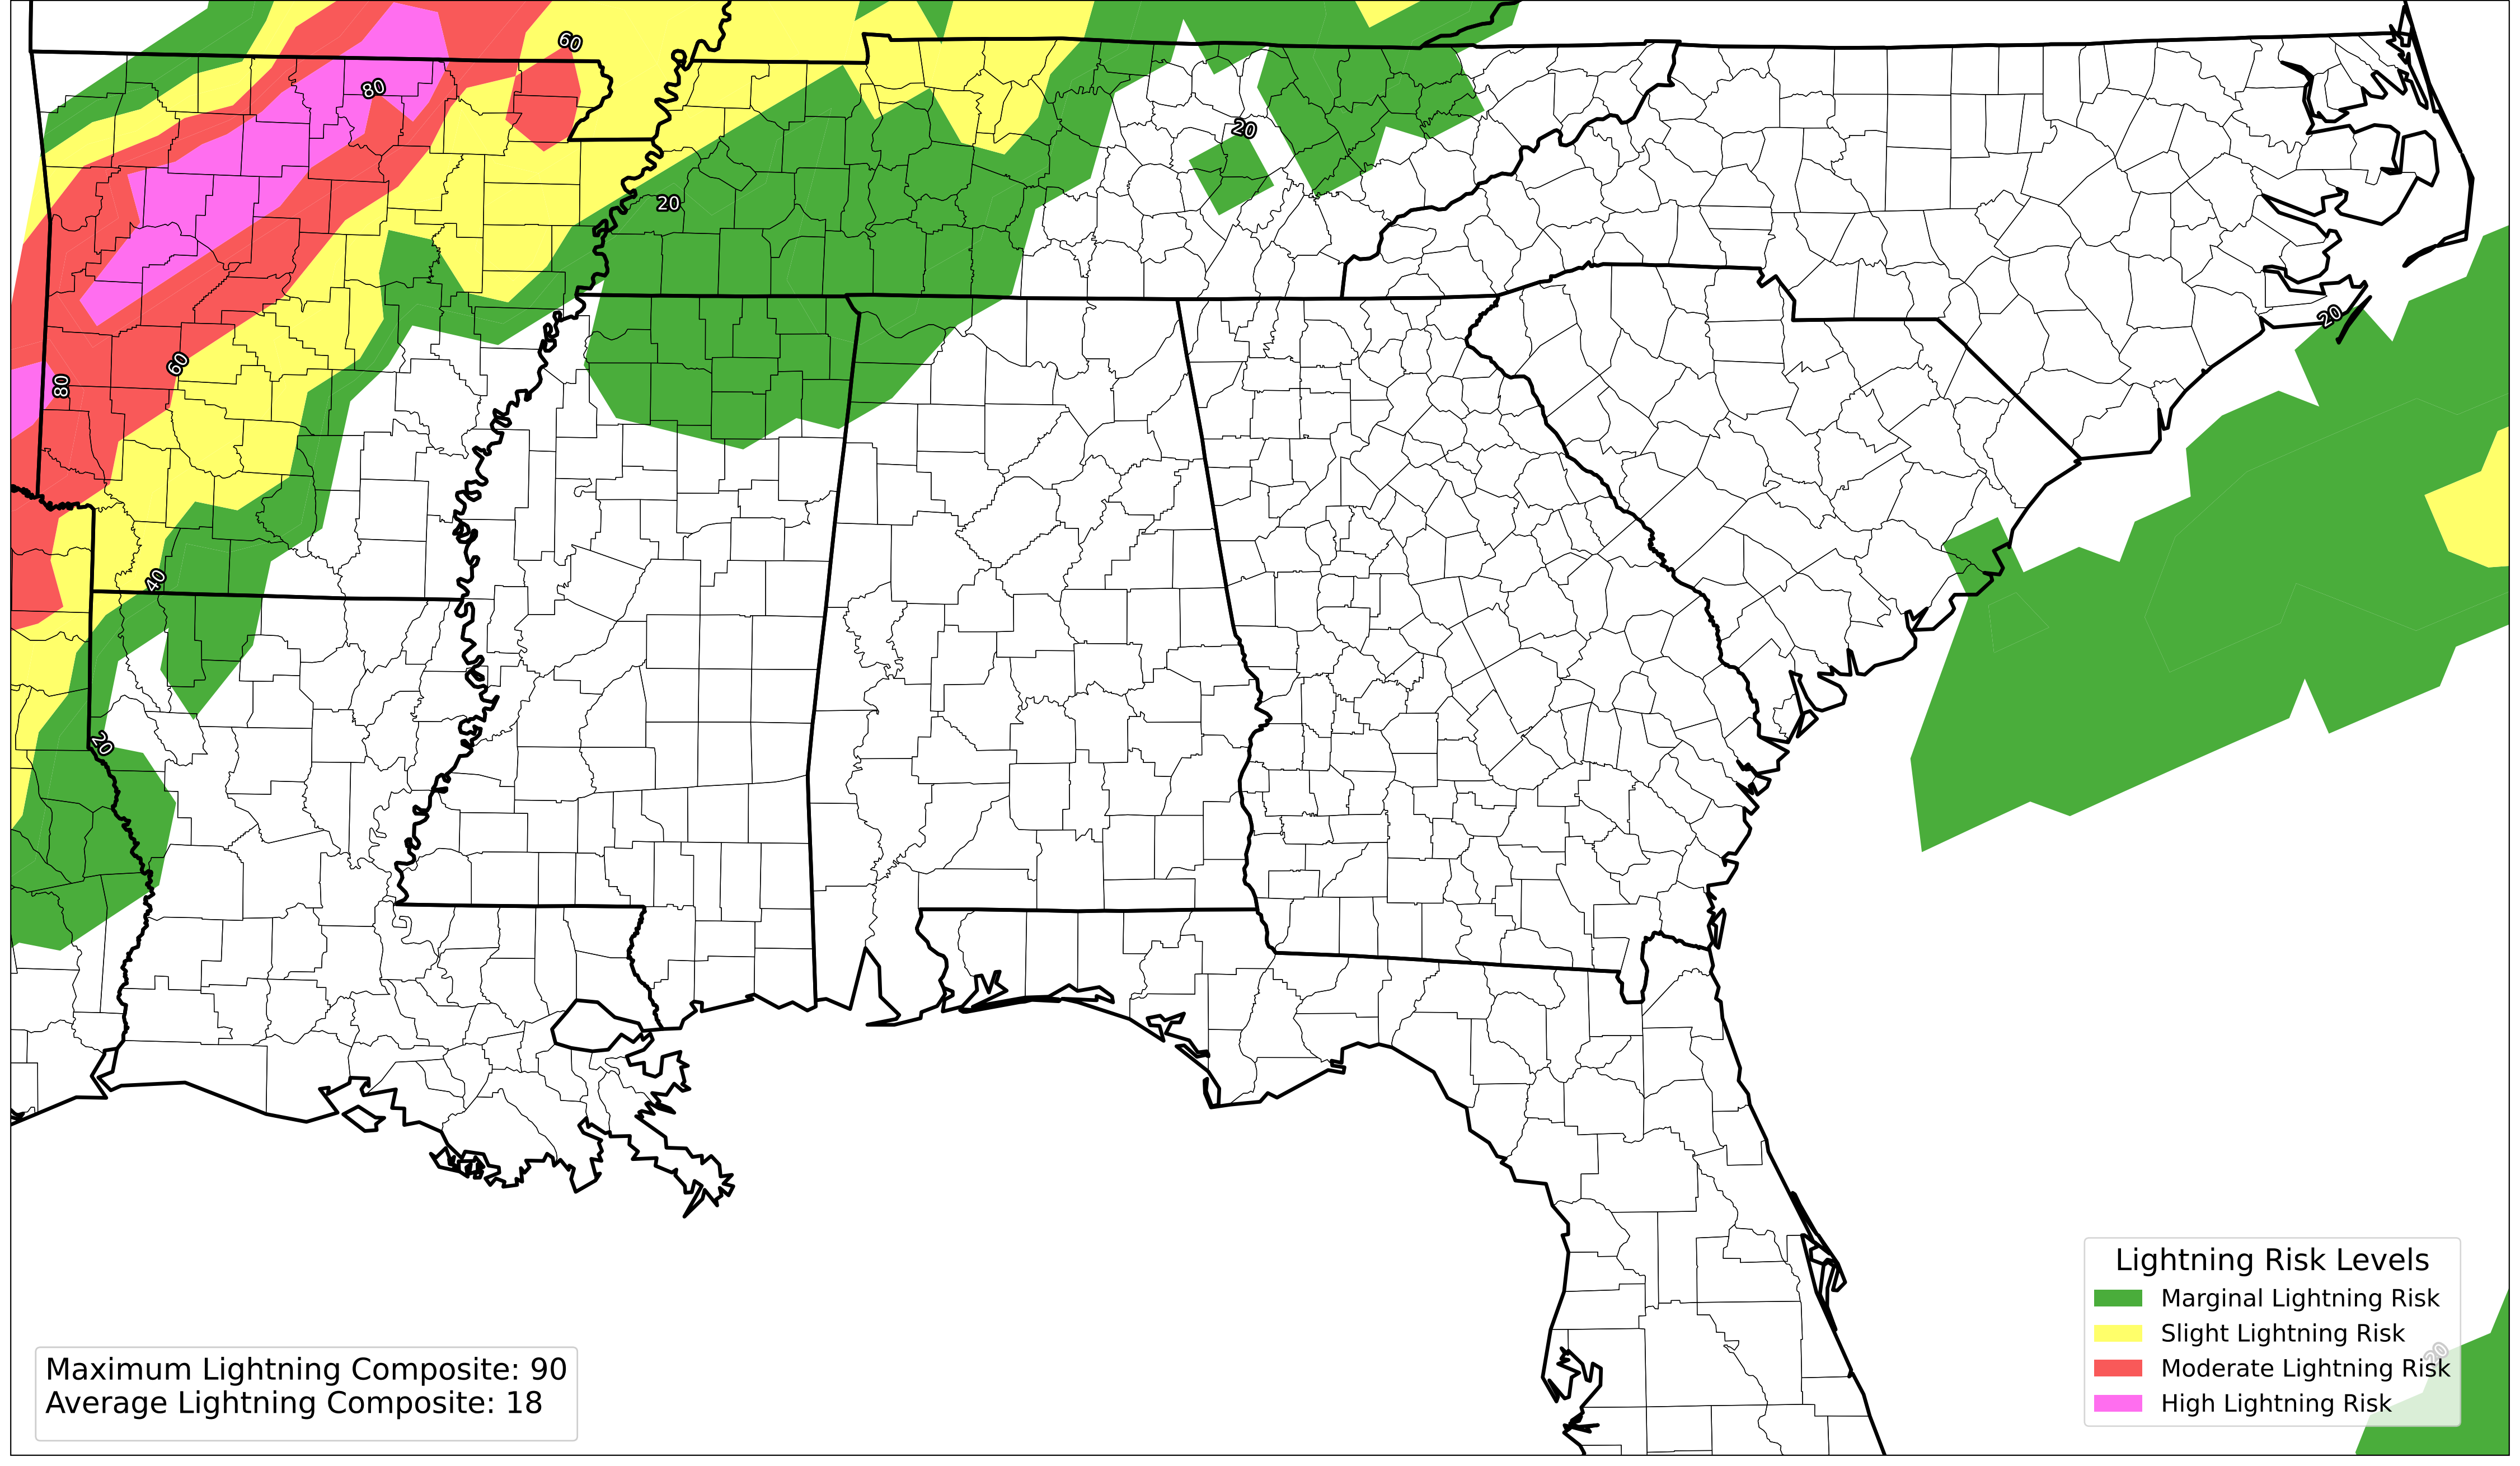 60
80
20
20
20
80
60
40
20
Lightning Risk Levels
Marginal Lightning Risk
Slight Lightning Risk
Moderate Lightning Risk
High Lightning Risk
20
Maximum Lightning Composite: 90
Average Lightning Composite: 18